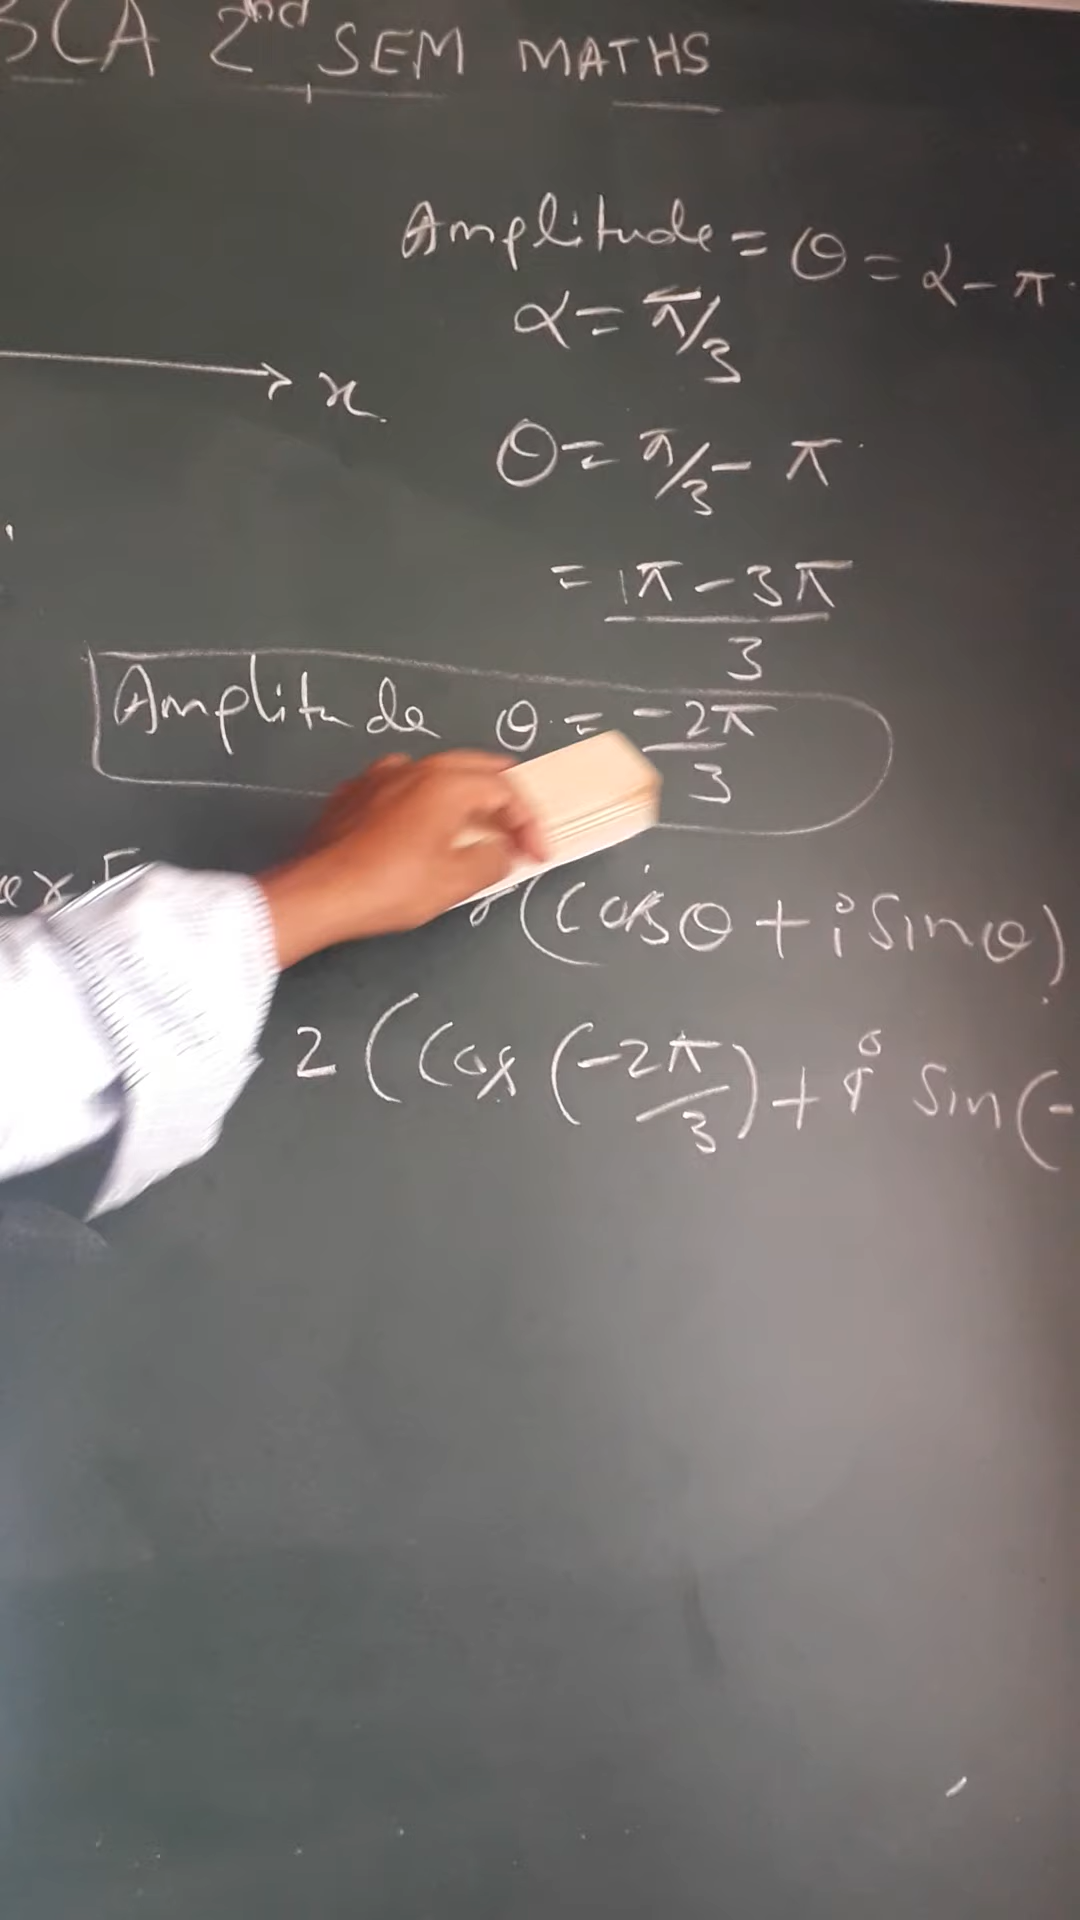 BCA 2nd SEM MATHS
Amplitude = θ = α - π
α = π/3
x
θ = π/3 - π
= 1π - 3π / 3
Amplitude θ = -2π / 3
r(cosθ + i sinθ)
2 (cos (-2π/3) + i sin (-